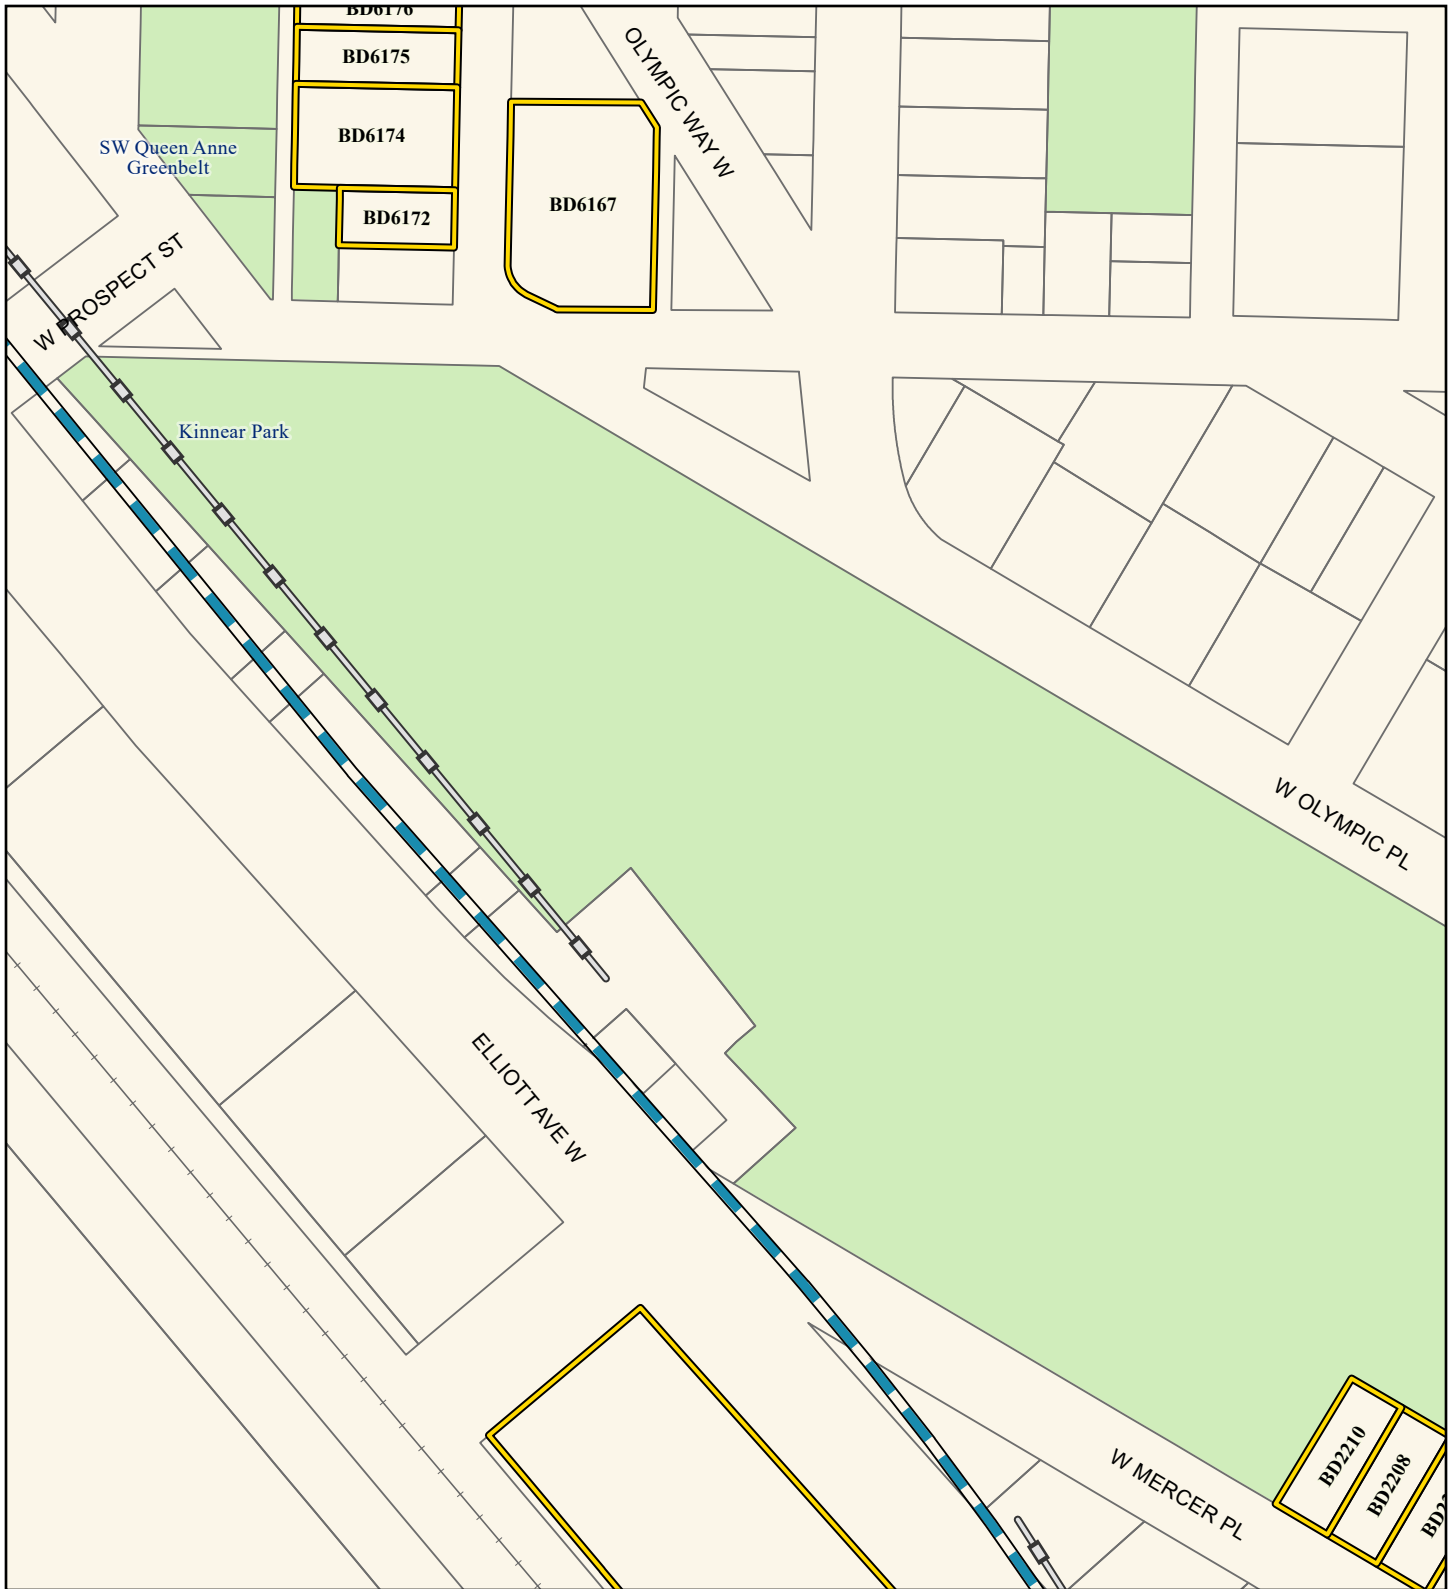 BD6176
BD6175
OLYMPIC WAY W
BD6174
SW Queen Anne
Greenbelt
BD6167
BD6172
W PROSPECT ST
Kinnear Park
W OLYMPIC PL
ELLIOTT AVE W
BD2210
BD2208
W MERCER PL